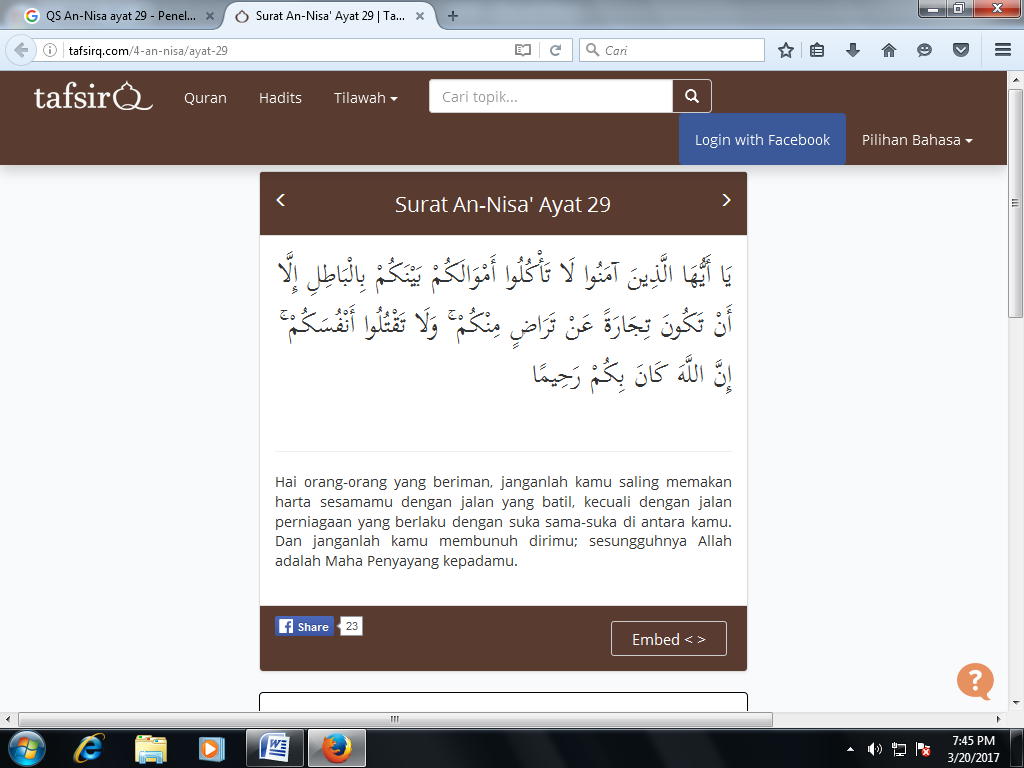 QS An-Nisa ayat 29 - Penel...
Surat An-Nisa' Ayat 29 | Ta...
tafsirq.com/4-an-nisa/ayat-29
Cari
tafsirQ
Quran
Hadits
Tilawah
Cari topik...
Login with Facebook
Pilihan Bahasa
Surat An-Nisa' Ayat 29
يَا أَيُّهَا الَّذِينَ آمَنُوا لَا تَأْكُلُوا أَمْوَالَكُمْ بَيْنَكُمْ بِالْبَاطِلِ إِلَّا
أَنْ تَكُونَ تِجَارَةً عَنْ تَرَاضٍ مِنْكُمْ ۚ وَلَا تَقْتُلُوا أَنْفُسَكُمْ ۚ
إِنَّ اللَّهَ كَانَ بِكُمْ رَحِيمًا
Hai orang-orang yang beriman, janganlah kamu saling memakan
harta sesamamu dengan jalan yang batil, kecuali dengan jalan
perniagaan yang berlaku dengan suka sama-suka di antara kamu.
Dan janganlah kamu membunuh dirimu; sesungguhnya Allah
adalah Maha Penyayang kepadamu.
Share
23
Embed < >
?
7:45 PM
3/20/2017